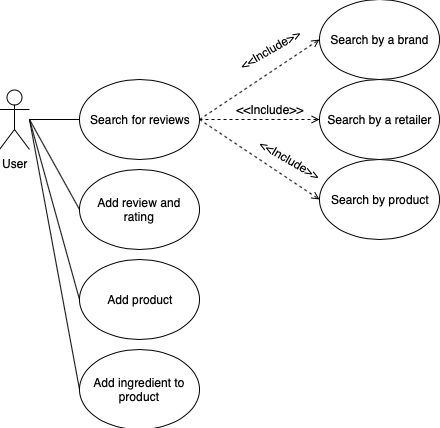 Search by a brand
<<Include>>
Search for reviews
<<Include>>
Search by a retailer
User
<<Include>>
Search by product
Add review and
rating
Add product
Add ingredient to
product